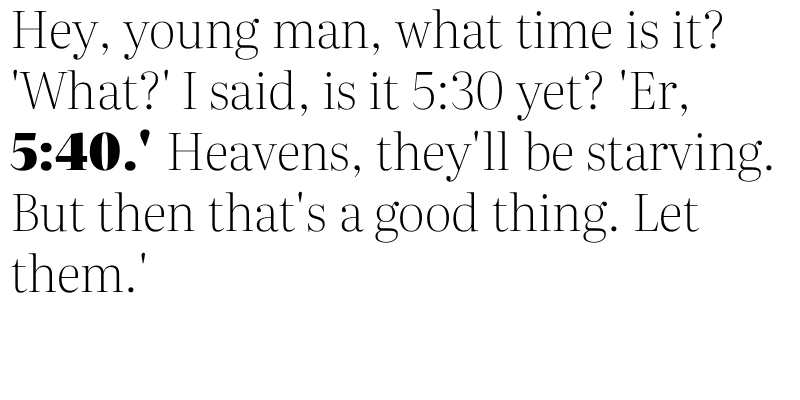 Hey, young man, what time is it?
'What?' I said, is it 5:30 yet? 'Er,
5:40.' Heavens, they'll be starving.
But then that's a good thing. Let
them.'